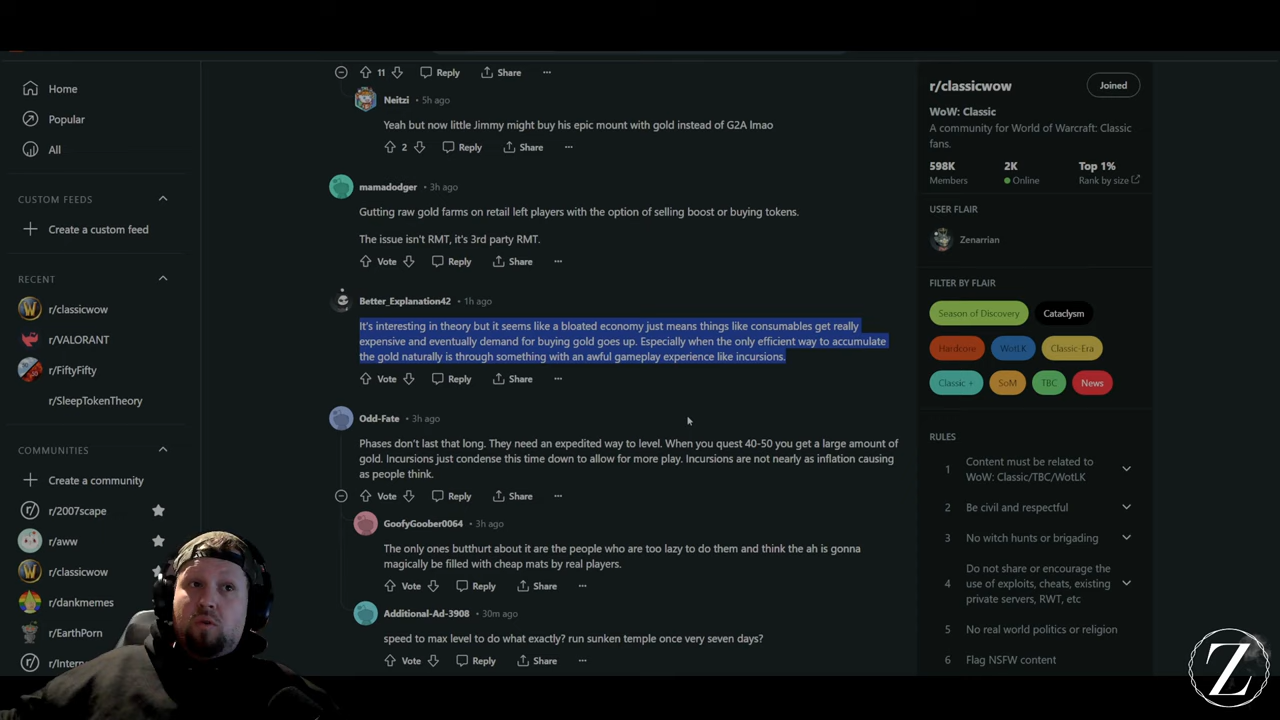 Home
Popular
All
CUSTOM FEEDS
Create a custom feed
RECENT
r/classicwow
r/VALORANT
r/FiftyFifty
r/SleepTokenTheory
COMMUNITIES
Create a community
r/2007scape
r/aww
r/classicwow
r/dankmemes
r/EarthPorn
r/Intern
11 Reply Share
Neitzi • 5h ago
Yeah but now little Jimmy might buy his epic mount with gold instead of G2A lmao
2 Reply Share
mamadodger • 3h ago
Gutting raw gold farms on retail left players with the option of selling boost or buying tokens.
The issue isn't RMT, it's 3rd party RMT.
Vote Reply Share
Better_Explanation42 • 1h ago
It's interesting in theory but it seems like a bloated economy just means things like consumables get really
expensive and eventually demand for buying gold goes up. Especially when the only efficient way to accumulate
the gold naturally is through something with an awful gameplay experience like incursions.
Vote Reply Share
Odd-Fate • 3h ago
Phases don't last that long. They need an expedited way to level. When you quest 40-50 you get a large amount of
gold. Incursions just condense this time down to allow for more play. Incursions are not nearly as inflation causing
as people think.
Vote Reply Share
GoofyGoober0064 • 3h ago
The only ones butthurt about it are the people who are too lazy to do them and think the ah is gonna
magically be filled with cheap mats by real players.
Vote Reply Share
Additional-Ad-3908 • 30m ago
speed to max level to do what exactly? run sunken temple once very seven days?
Vote Reply Share
r/classicwow Joined
WoW: Classic
A community for World of Warcraft: Classic
fans.
598K 2K Top 1%
Members Online Rank by size
USER FLAIR
Zenarrian
FILTER BY FLAIR
Season of Discovery Cataclysm
Hardcore WotLK Classic-Era
Classic + SoM TBC News
RULES
1 Content must be related to
WoW: Classic/TBC/WotLK
2 Be civil and respectful
3 No witch hunts or brigading
4 Do not share or encourage the
use of exploits, cheats, existing
private servers, RWT, etc
5 No real world politics or religion
6 Flag NSFW content
Z